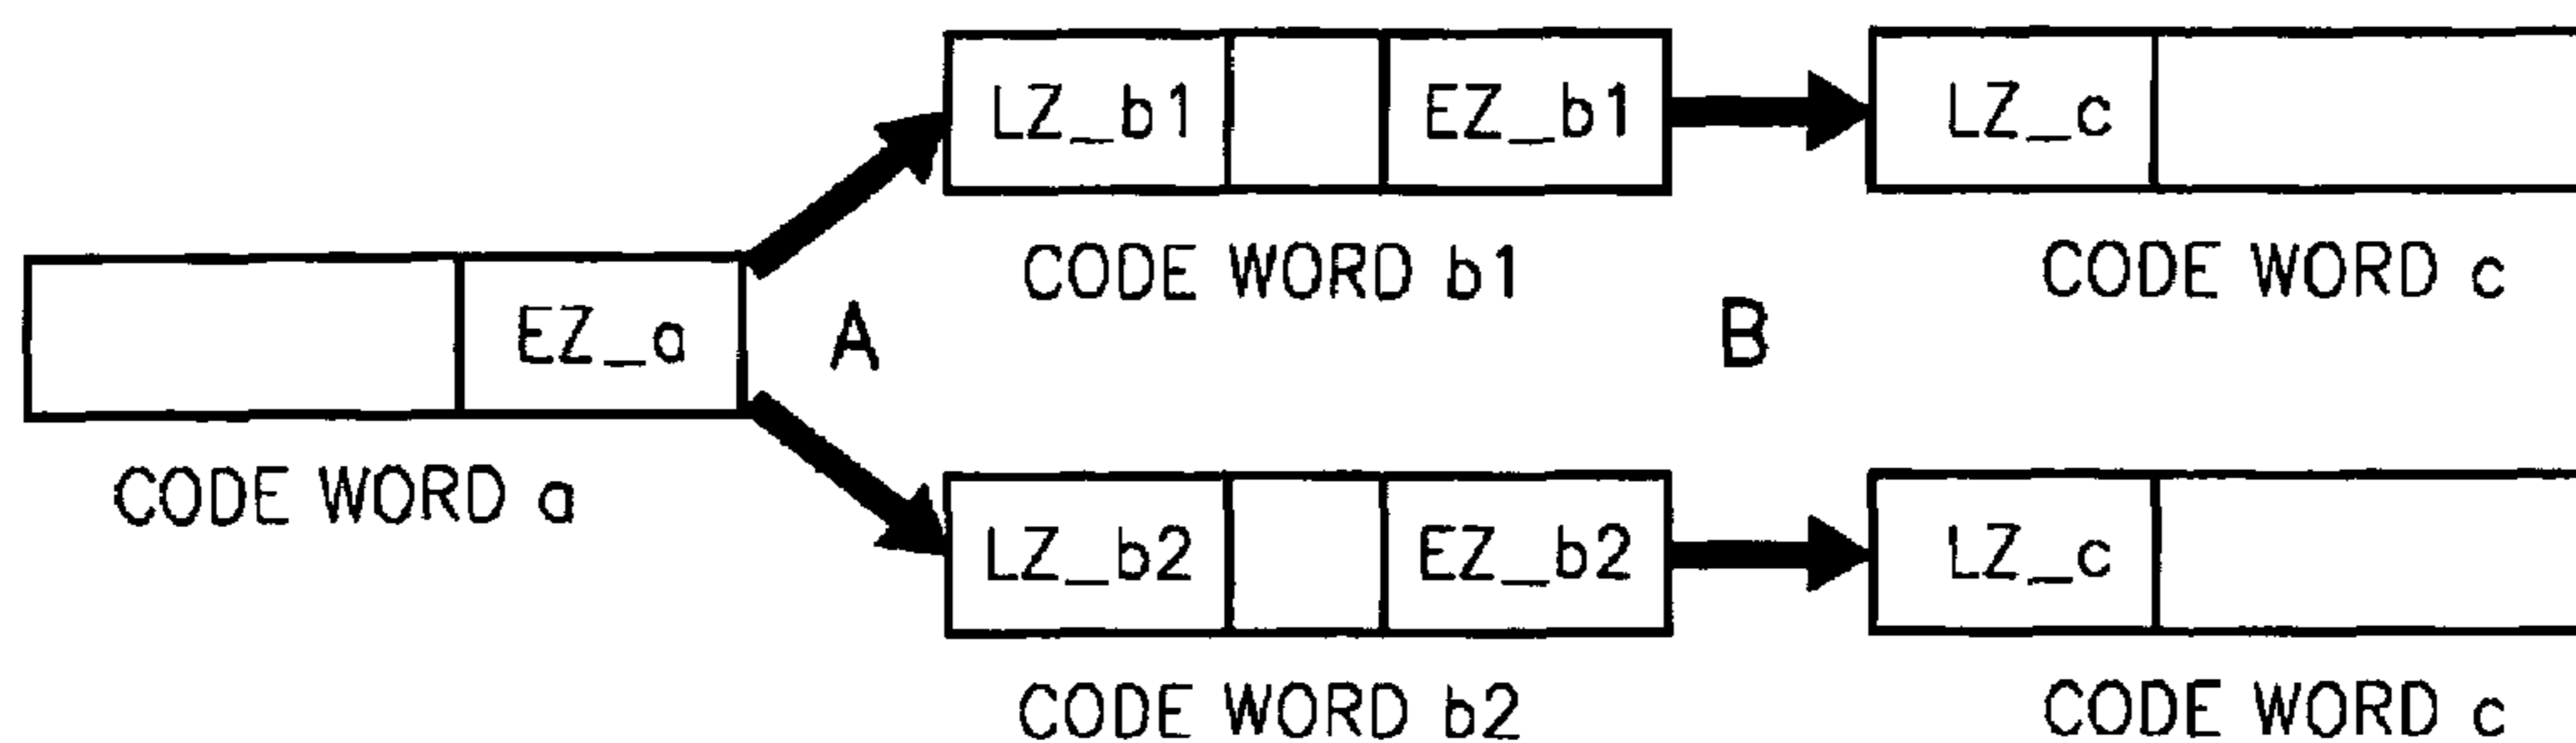 LZ_b1 EZ_b1 LZ_c
CODE WORD b1 CODE WORD c
EZ_a A B
CODE WORD a
LZ_b2 EZ_b2 LZ_c
CODE WORD b2 CODE WORD c